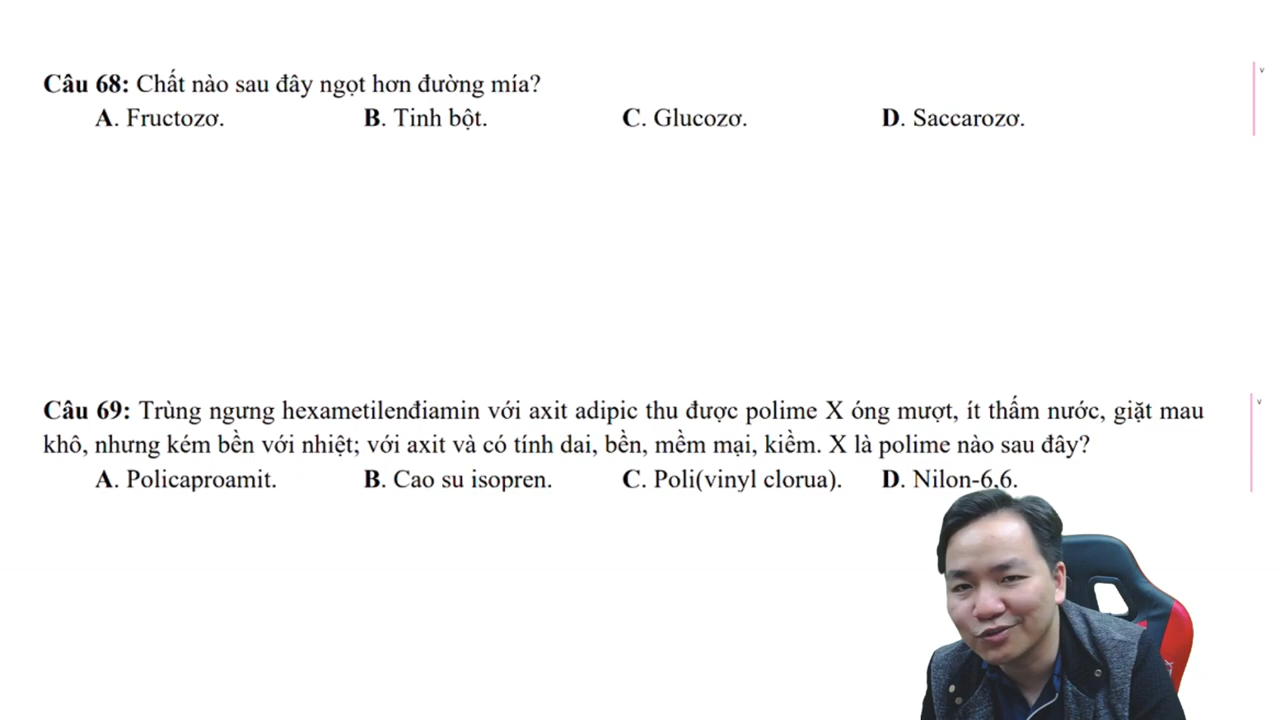 Câu 68: Chất nào sau đây ngọt hơn đường mía?
A. Fructozơ. B. Tinh bột. C. Glucozơ. D. Saccarozơ.
Câu 69: Trùng ngưng hexametilenđiamin với axit adipic thu được polime X óng mượt, ít thấm nước, giặt mau
khô, nhưng kém bền với nhiệt; với axit và có tính dai, bền, mềm mại, kiềm. X là polime nào sau đây?
A. Policaproamit. B. Cao su isopren. C. Poli(vinyl clorua). D. Nilon-6,6.